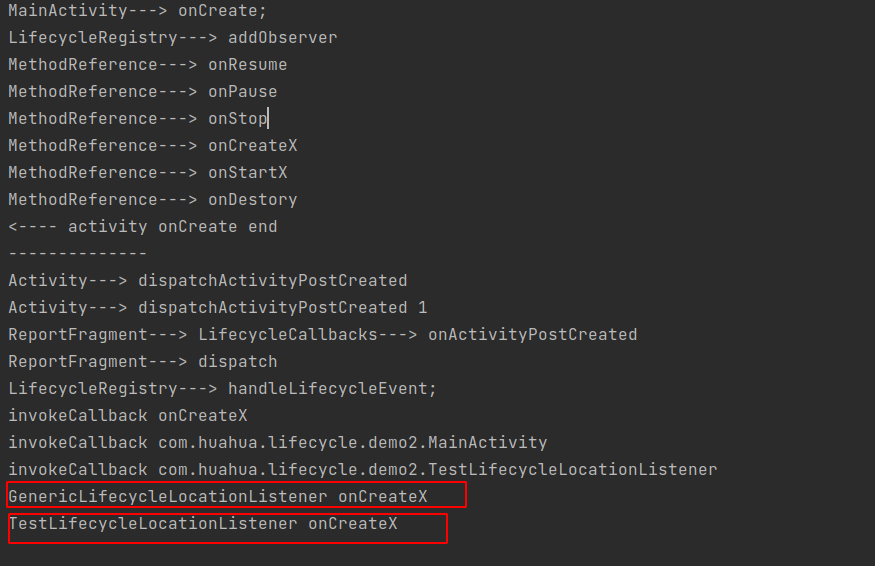 MainActivity---> onCreate;
LifecycleRegistry---> addObserver
MethodReference---> onResume
MethodReference---> onPause
MethodReference---> onStop
MethodReference---> onCreateX
MethodReference---> onStartX
MethodReference---> onDestory
<---- activity onCreate end
--------------
Activity---> dispatchActivityPostCreated
Activity---> dispatchActivityPostCreated 1
ReportFragment---> LifecycleCallbacks---> onActivityPostCreated
ReportFragment---> dispatch
LifecycleRegistry---> handleLifecycleEvent;
invokeCallback onCreateX
invokeCallback com.huahua.lifecycle.demo2.MainActivity
invokeCallback com.huahua.lifecycle.demo2.TestLifecycleLocationListener
GenericLifecycleLocationListener onCreateX
TestLifecycleLocationListener onCreateX